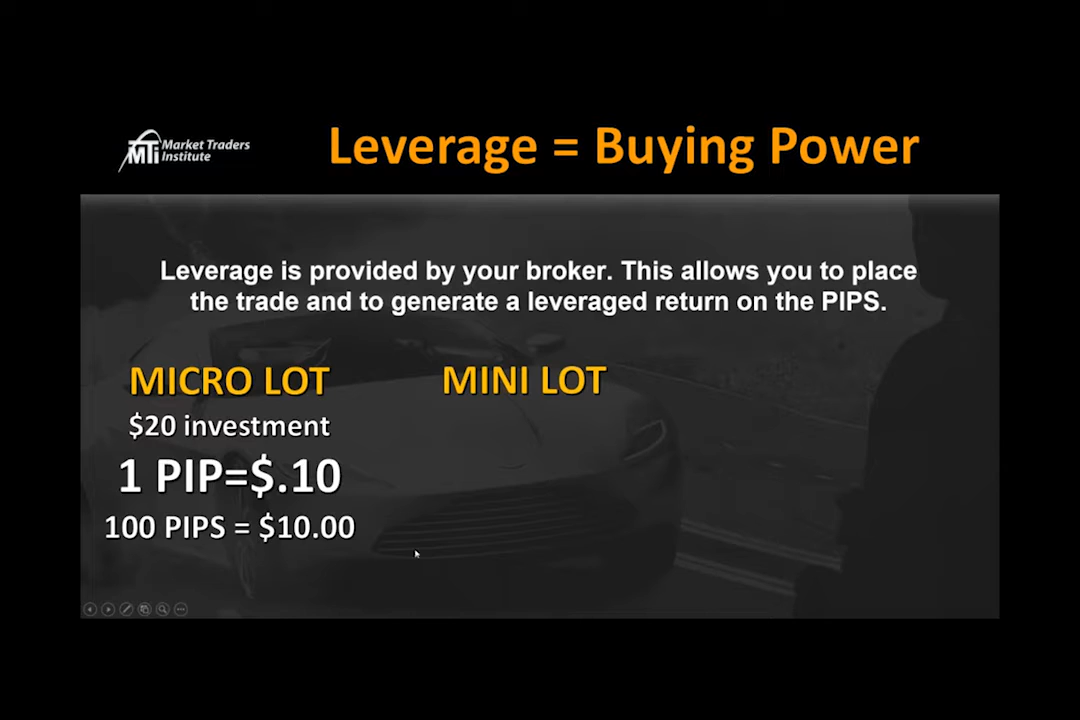 MTI Market Traders
Institute
Leverage = Buying Power
Leverage is provided by your broker. This allows you to place
the trade and to generate a leveraged return on the PIPS.
MICRO LOT
$20 investment
1 PIP=$.10
100 PIPS = $10.00
MINI LOT